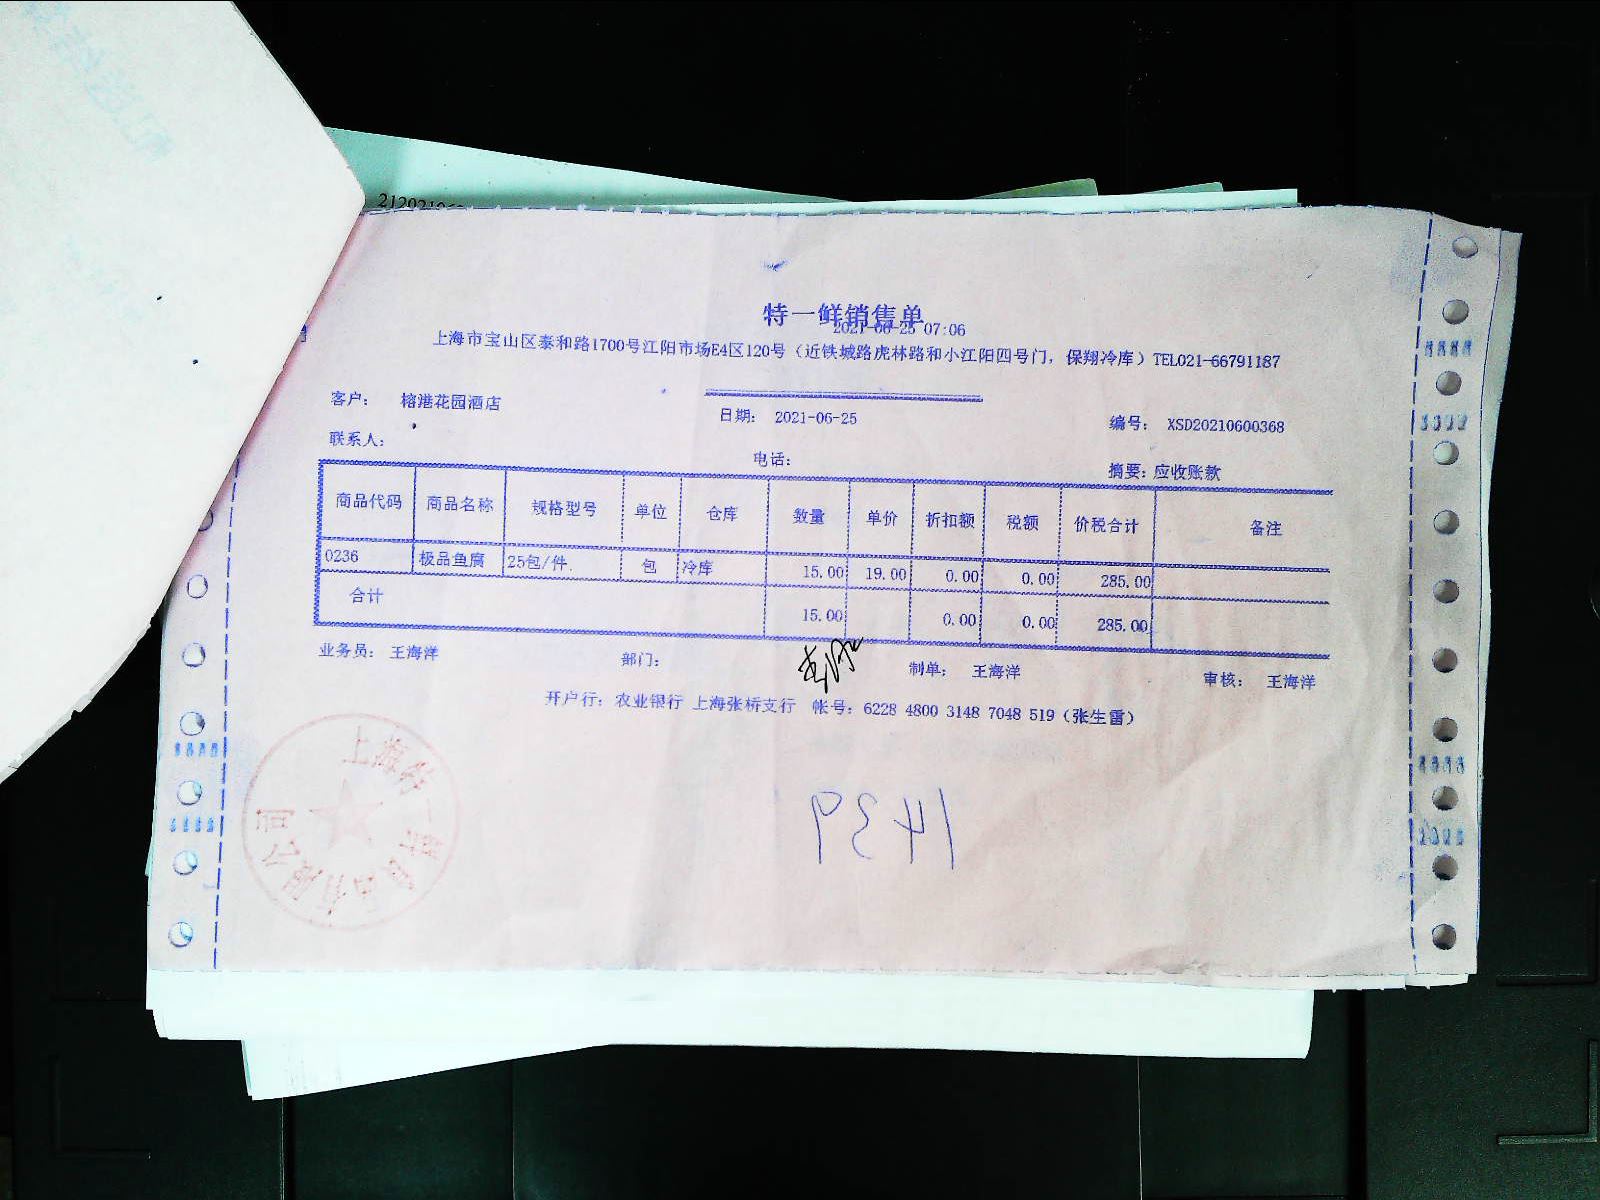 特一鲜销售单
2021-06-25 07:06
上海市宝山区泰和路1700号江阳市场E4区120号（近铁城路虎林路和小江阳四号门，保翔冷库）TEL021-66791187
客户： 榕港花园酒店 日期： 2021-06-25 编号： XSD20210600368
联系人： 电话： 摘要：应收账款
商品代码 商品名称 规格型号 单位 仓库 数量 单价 折扣额 税额 价税合计 备注
0236 极品鱼腐 25包/件. 包 冷库 15.00 19.00 0.00 0.00 285.00
合计 15.00 0.00 0.00 285.00
业务员： 王海洋 部门： 制单： 王海洋 审核： 王海洋
开户行：农业银行 上海张桥支行 帐号：6228 4800 3148 7048 519（张生雷）
1439